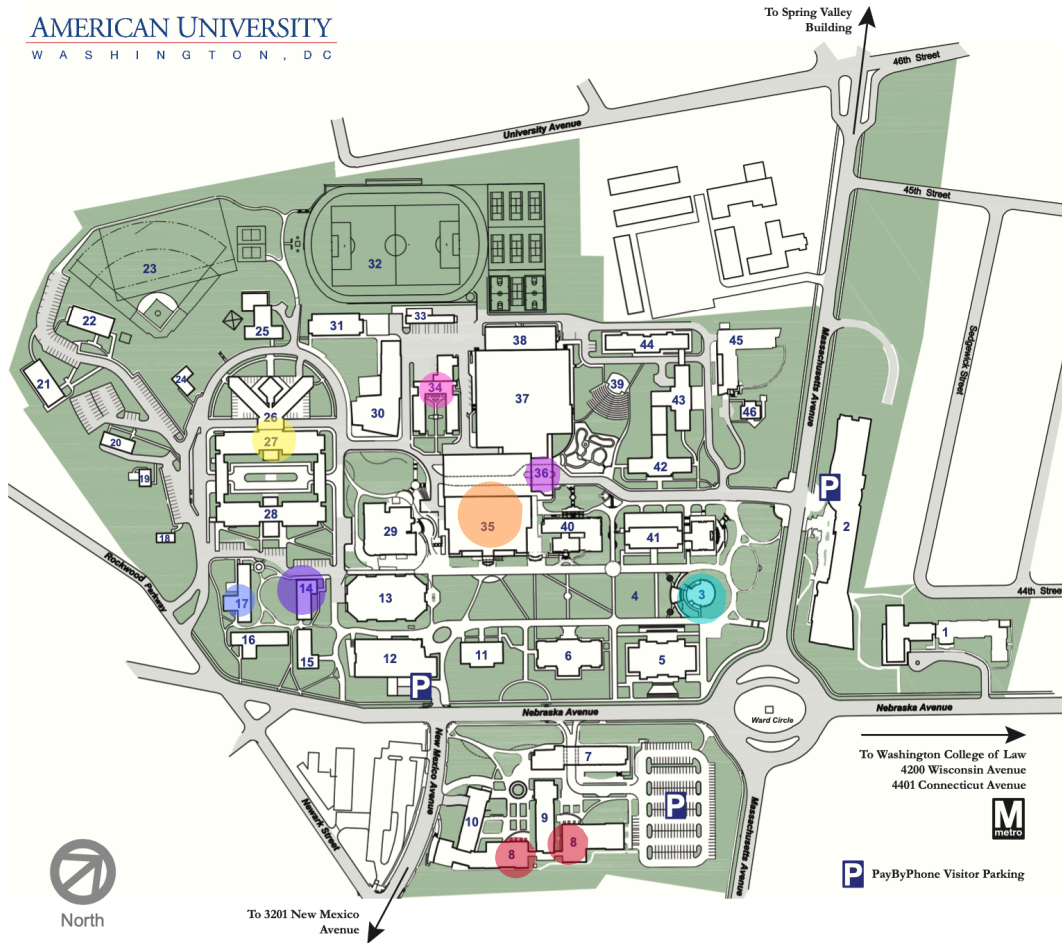 AMERICAN UNIVERSITY
WASHINGTON, DC
To Spring Valley
Building
46th Street
University Avenue
45th Street
23
32
22
25
31
33
38
44
45
21
24
34
39
26
30
37
43
46
Massachusetts Avenue
Sedgewick Street
20
27
42
19
36
P
28
35
2
29
40
41
18
Rockwood Parkway
14
17
13
4
3
44th Street
16
15
12
11
6
5
1
P
Nebraska Avenue
Ward Circle
Nebraska Avenue
New Mexico Avenue
7
To Washington College of Law
4200 Wisconsin Avenue
4401 Connecticut Avenue
Newark Street
10
9
P
Massachusetts Avenue
M
metro
8
8
P
PayByPhone Visitor Parking
North
To 3201 New Mexico
Avenue